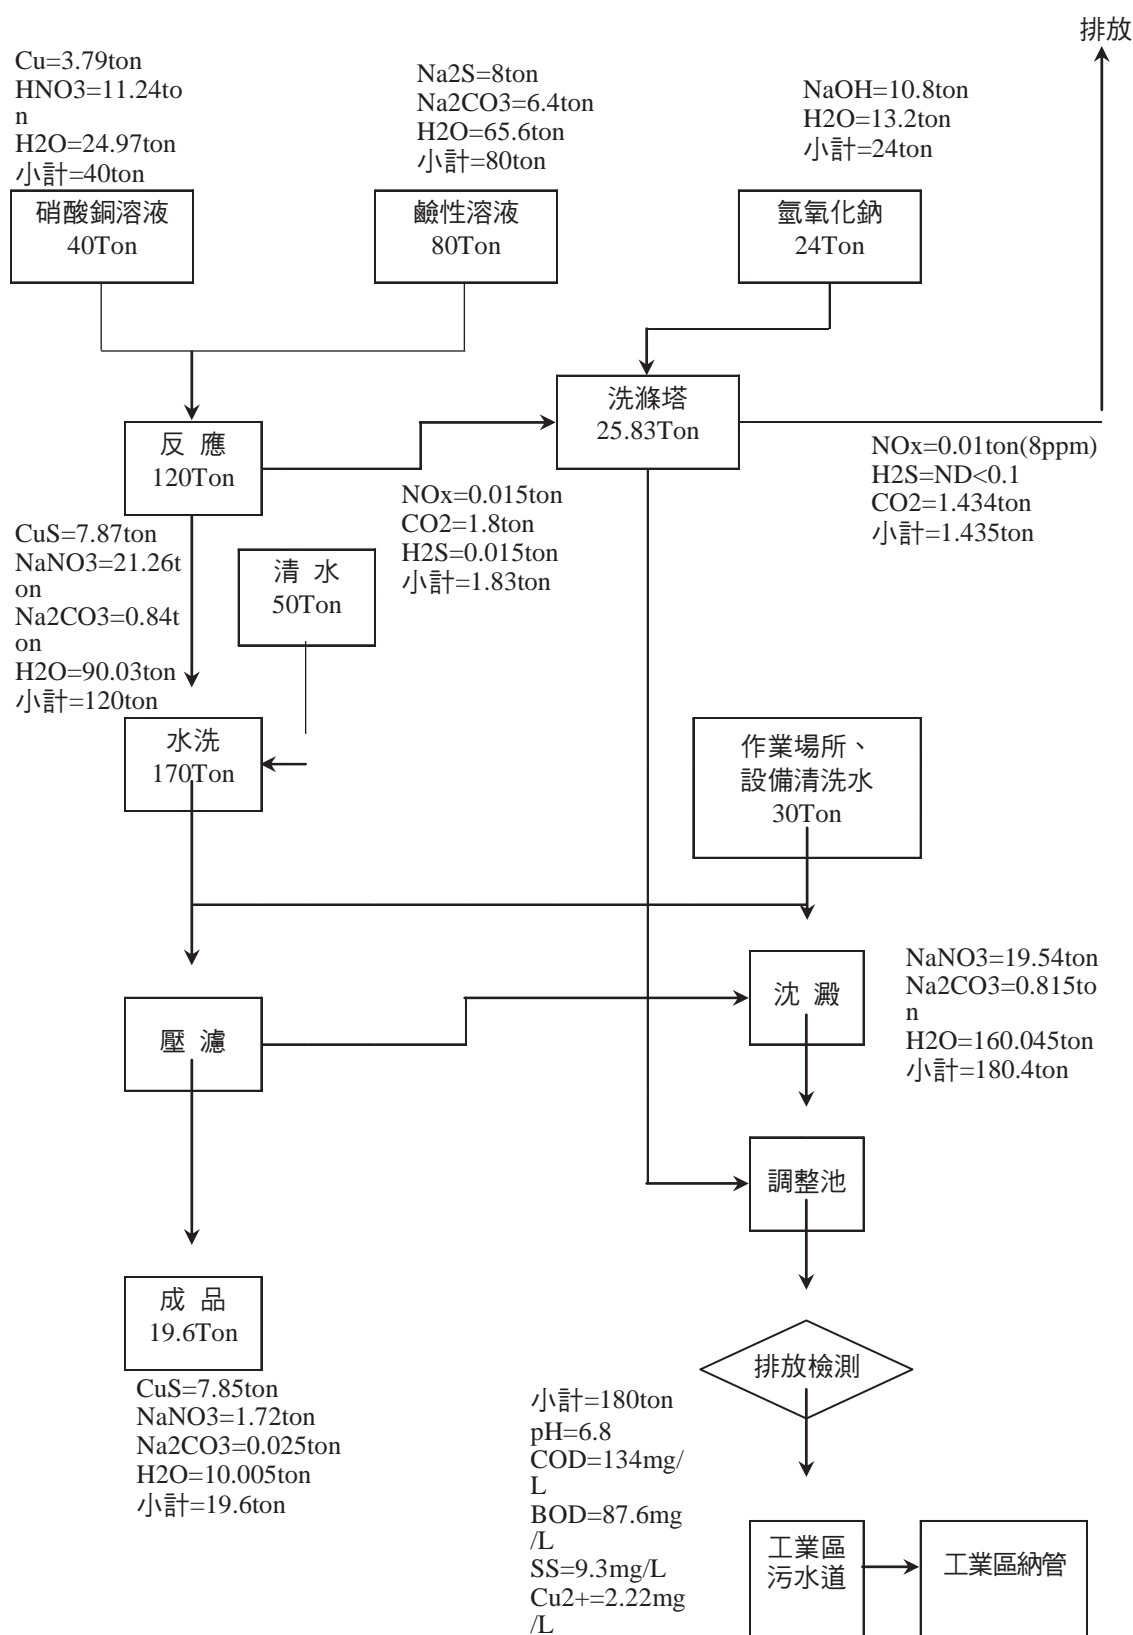 排放
Cu=3.79ton
HNO3=11.24to
n
H2O=24.97ton
小計=40ton
Na2S=8ton
Na2CO3=6.4ton
H2O=65.6ton
小計=80ton
NaOH=10.8ton
H2O=13.2ton
小計=24ton
硝酸銅溶液
40Ton
鹼性溶液
80Ton
氫氧化鈉
24Ton
洗滌塔
25.83Ton
反 應
120Ton
NOx=0.01ton(8ppm)
H2S=ND<0.1
CO2=1.434ton
小計=1.435ton
NOx=0.015ton
CO2=1.8ton
H2S=0.015ton
小計=1.83ton
CuS=7.87ton
NaNO3=21.26t
on
Na2CO3=0.84t
on
H2O=90.03ton
小計=120ton
清 水
50Ton
水洗
170Ton
作業場所、
設備清洗水
30Ton
壓 濾
沈 澱
NaNO3=19.54ton
Na2CO3=0.815to
n
H2O=160.045ton
小計=180.4ton
調整池
成 品
19.6Ton
CuS=7.85ton
NaNO3=1.72ton
Na2CO3=0.025ton
H2O=10.005ton
小計=19.6ton
排放檢測
小計=180ton
pH=6.8
COD=134mg/
L
BOD=87.6mg
/L
SS=9.3mg/L
Cu2+=2.22mg
/L
工業區
污水道
工業區納管